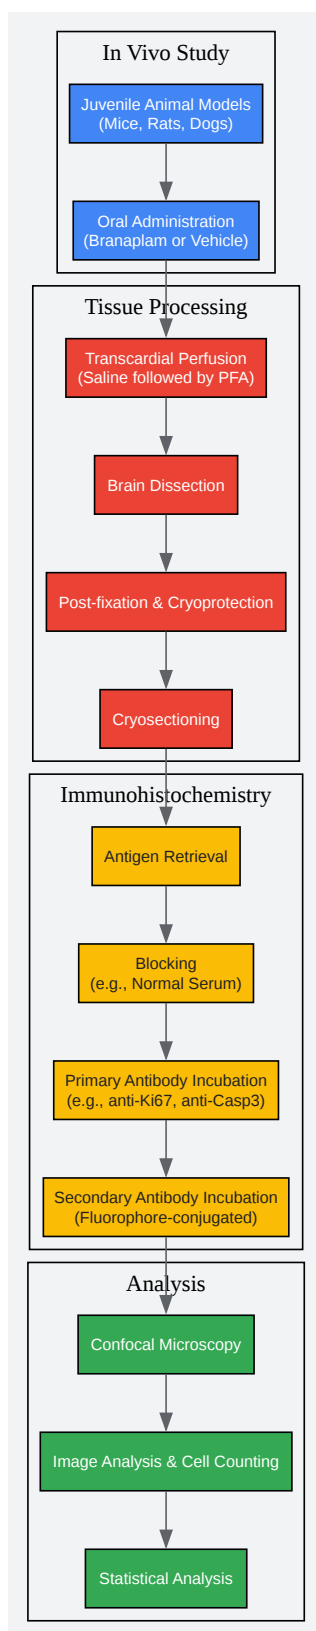 In Vivo Study
Juvenile Animal Models
(Mice, Rats, Dogs)
Oral Administration
(Branaplam or Vehicle)
Tissue Processing
Transcardial Perfusion
(Saline followed by PFA)
Brain Dissection
Post-fixation & Cryoprotection
Cryosectioning
Immunohistochemistry
Antigen Retrieval
Blocking
(e.g., Normal Serum)
Primary Antibody Incubation
(e.g., anti-Ki67, anti-Casp3)
Secondary Antibody Incubation
(Fluorophore-conjugated)
Analysis
Confocal Microscopy
Image Analysis & Cell Counting
Statistical Analysis